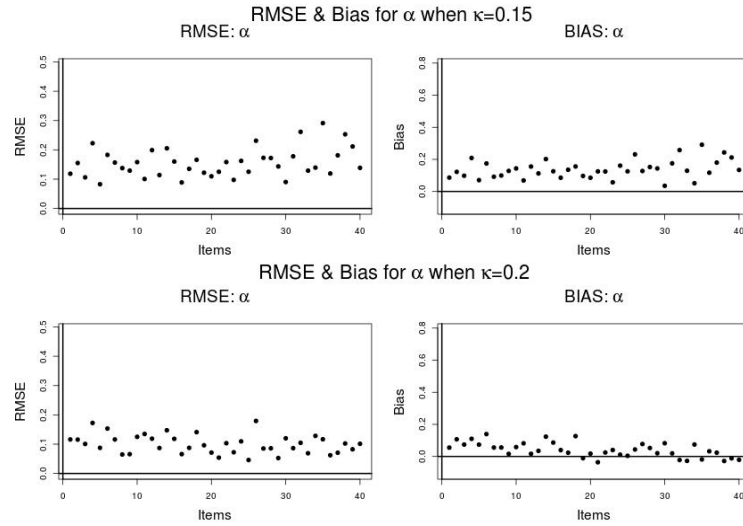 RMSE & Bias for α when κ=0.15
RMSE: α
BIAS: α
RMSE
0.0 0.1 0.2 0.3 0.4 0.5
0 10 20 30 40
Items
Bias
0.0 0.2 0.4 0.6 0.8
0 10 20 30 40
Items
RMSE & Bias for α when κ=0.2
RMSE: α
BIAS: α
RMSE
0.0 0.1 0.2 0.3 0.4 0.5
0 10 20 30 40
Items
Bias
0.0 0.2 0.4 0.6 0.8
0 10 20 30 40
Items